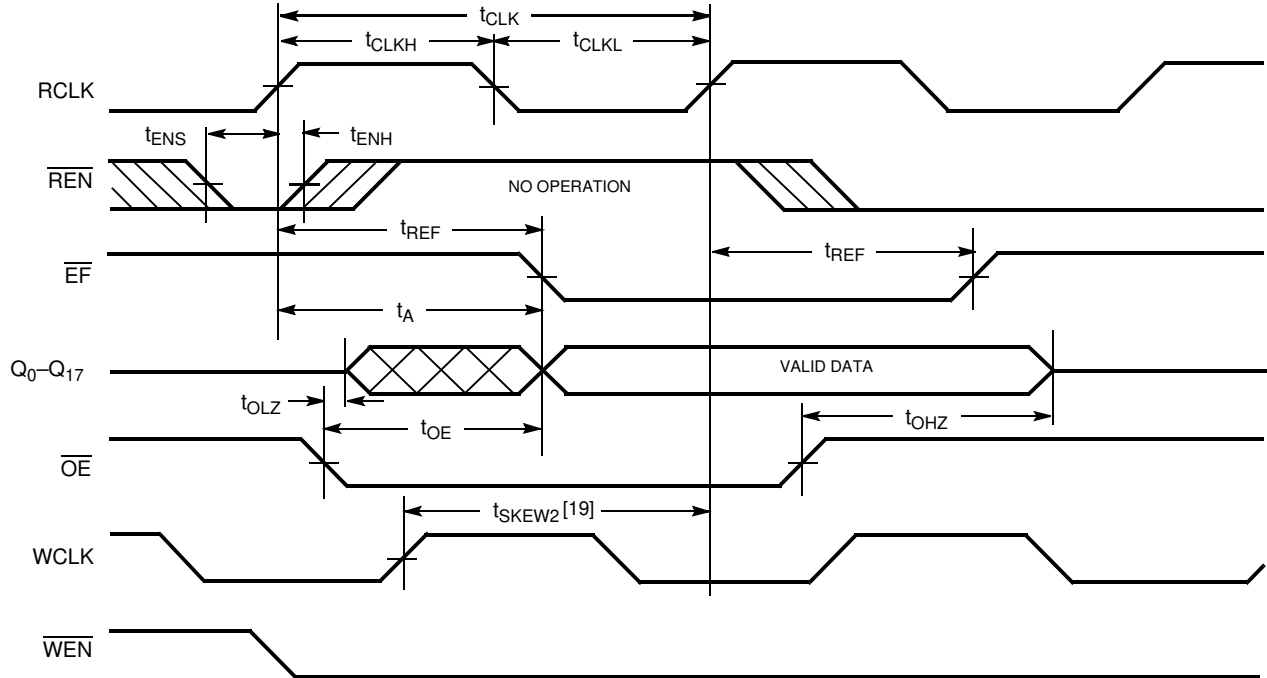 tCLK
tCLKH
tCLKL
RCLK
tENS
tENH
REN
NO OPERATION
tREF
tREF
EF
tA
Q0–Q17
VALID DATA
tOLZ
tOE
tOHZ
OE
tSKEW2 [19]
WCLK
WEN